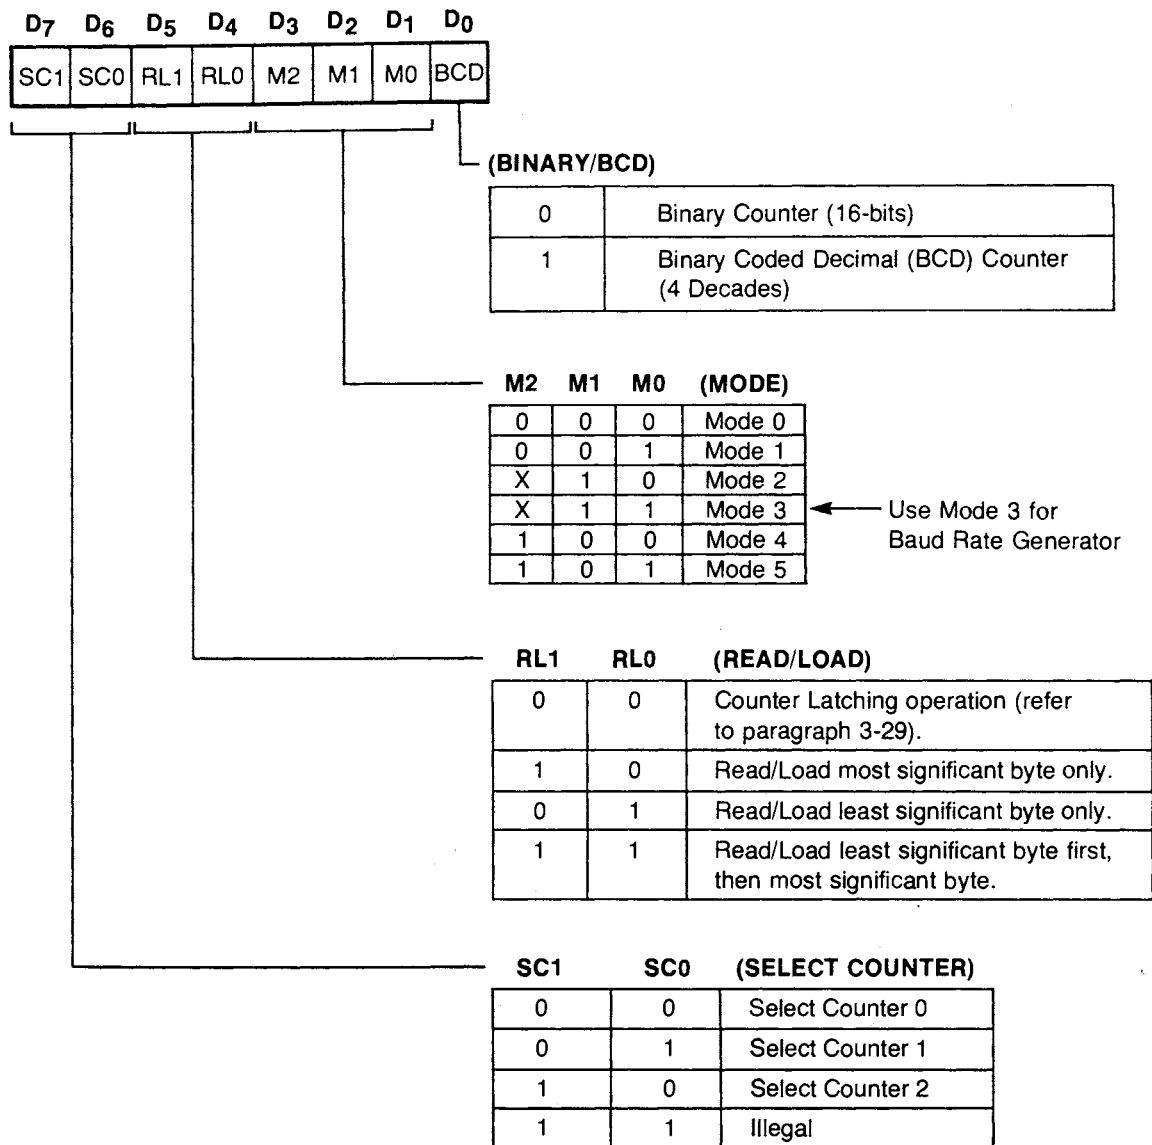 D7 D6 D5 D4 D3 D2 D1 D0
SC1 SC0 RL1 RL0 M2 M1 M0 BCD
(BINARY/BCD)
0 Binary Counter (16-bits)
1 Binary Coded Decimal (BCD) Counter
(4 Decades)
M2 M1 M0 (MODE)
0 0 0 Mode 0
0 0 1 Mode 1
X 1 0 Mode 2
X 1 1 Mode 3 Use Mode 3 for
Baud Rate Generator
1 0 0 Mode 4
1 0 1 Mode 5
RL1 RL0 (READ/LOAD)
0 0 Counter Latching operation (refer
to paragraph 3-29).
1 0 Read/Load most significant byte only.
0 1 Read/Load least significant byte only.
1 1 Read/Load least significant byte first,
then most significant byte.
SC1 SC0 (SELECT COUNTER)
0 0 Select Counter 0
0 1 Select Counter 1
1 0 Select Counter 2
1 1 Illegal